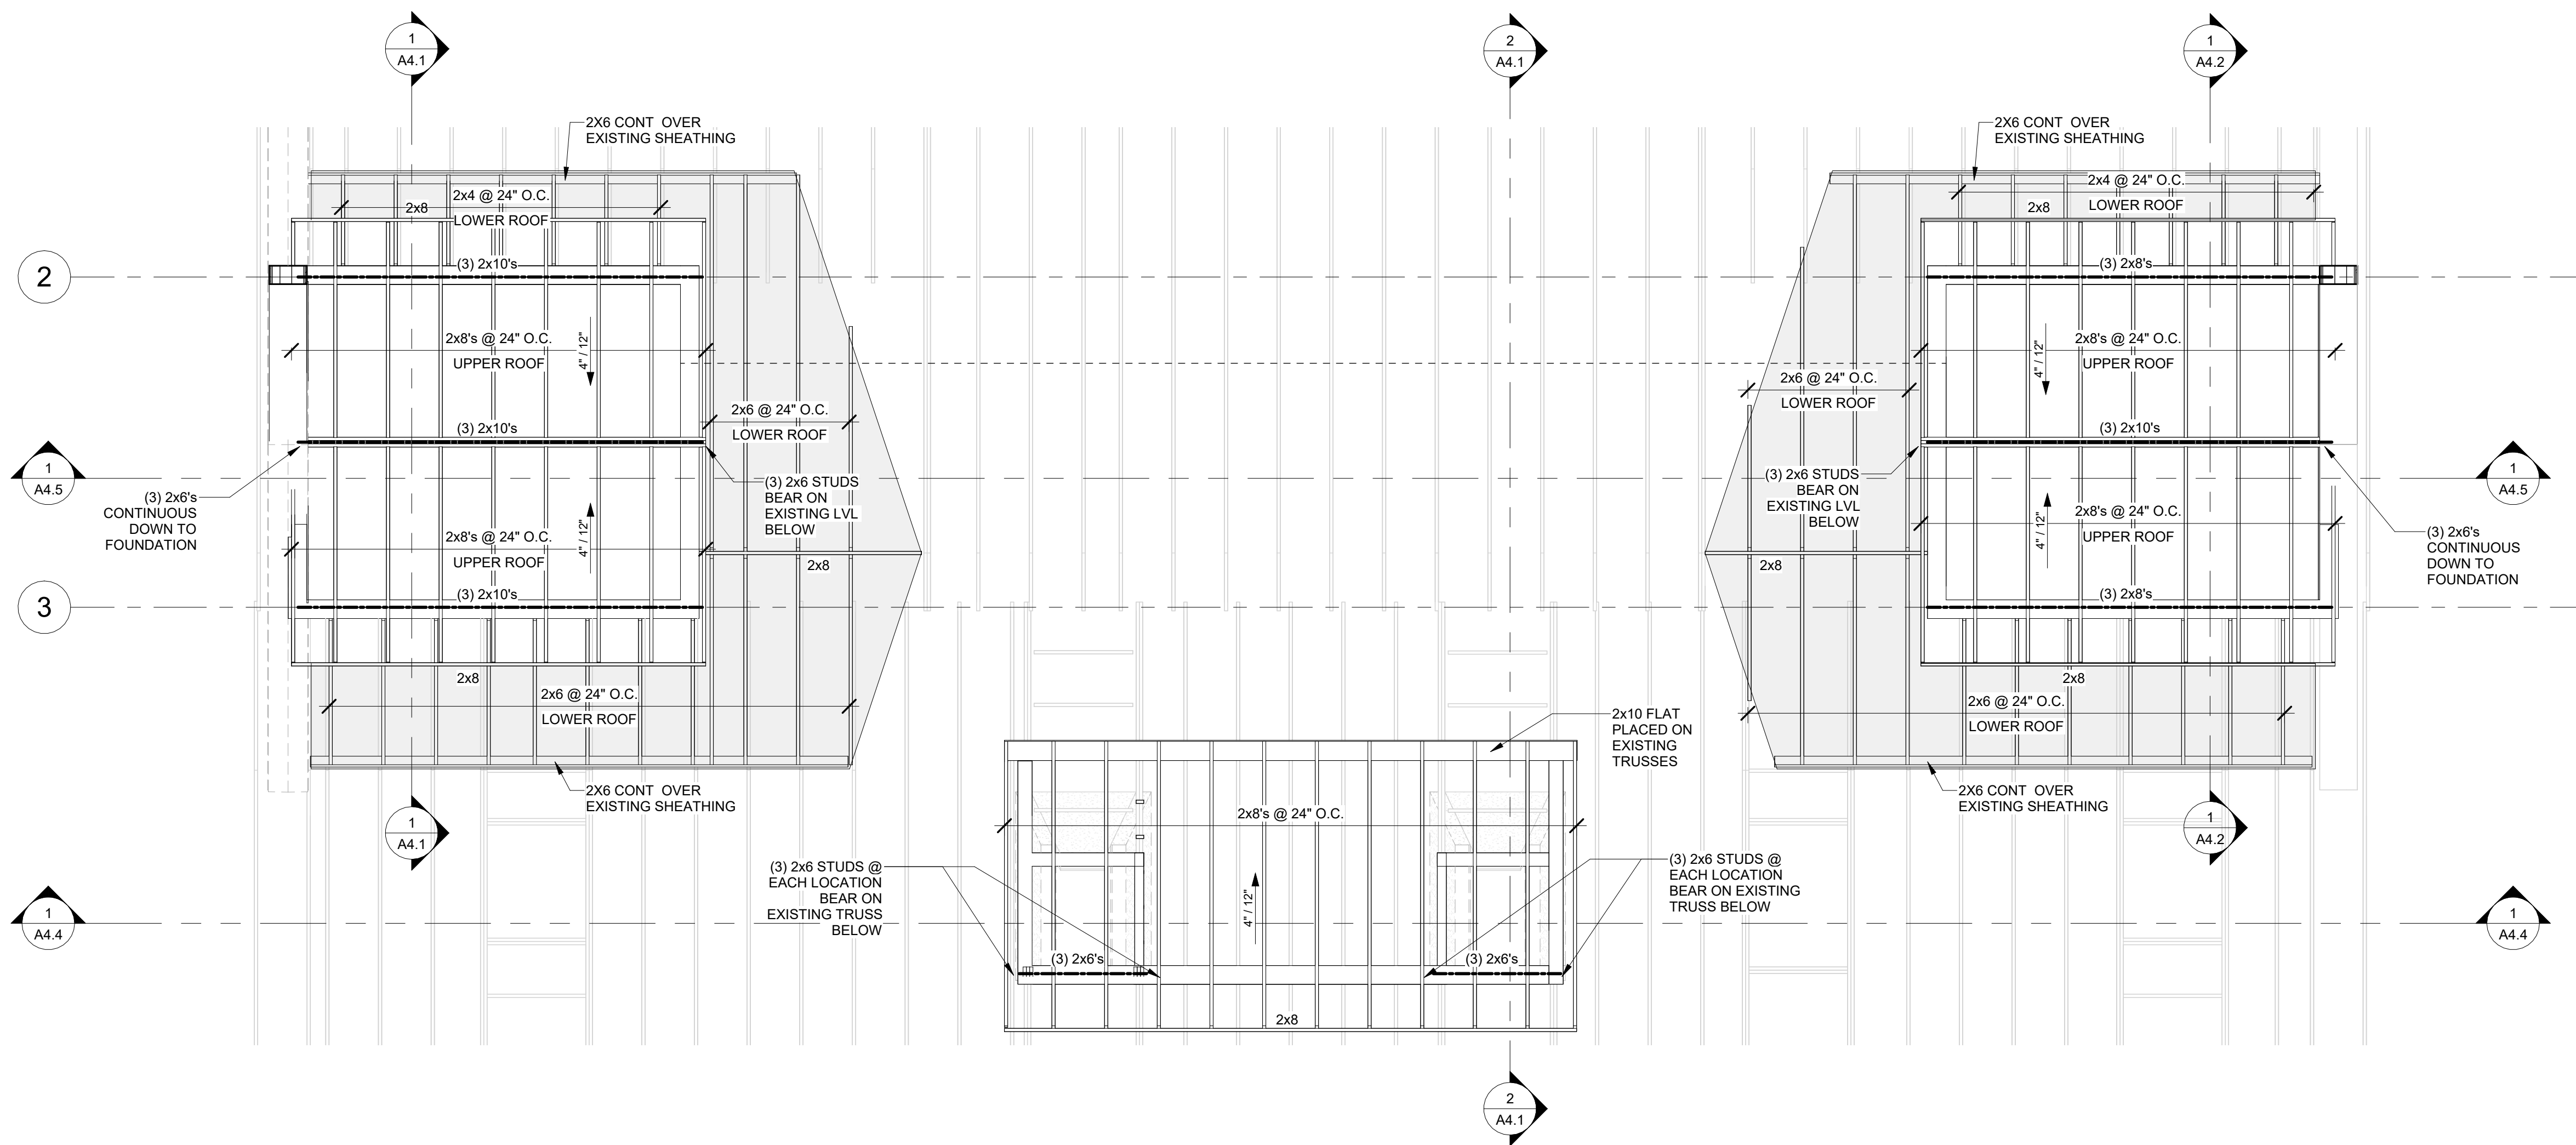 1
A4.1
2
A4.1
1
A4.2
2X6 CONT OVER
EXISTING SHEATHING
2X6 CONT OVER
EXISTING SHEATHING
2x4 @ 24" O.C.
LOWER ROOF
2x8
2x4 @ 24" O.C.
LOWER ROOF
2x8
2
(3) 2x10's
(3) 2x8's
2x8's @ 24" O.C.
UPPER ROOF
4" / 12"
4" / 12"
2x8's @ 24" O.C.
UPPER ROOF
2x6 @ 24" O.C.
LOWER ROOF
2x6 @ 24" O.C.
LOWER ROOF
(3) 2x10's
(3) 2x10's
1
A4.5
(3) 2x6's
CONTINUOUS
DOWN TO
FOUNDATION
(3) 2x6 STUDS
BEAR ON
EXISTING LVL
BELOW
(3) 2x6 STUDS
BEAR ON
EXISTING LVL
BELOW
1
A4.5
(3) 2x6's
CONTINUOUS
DOWN TO
FOUNDATION
2x8's @ 24" O.C.
UPPER ROOF
4" / 12"
4" / 12"
2x8's @ 24" O.C.
UPPER ROOF
2x8
2x8
3
(3) 2x10's
(3) 2x8's
2x8
2x8
2x6 @ 24" O.C.
LOWER ROOF
2x6 @ 24" O.C.
LOWER ROOF
2x10 FLAT
PLACED ON
EXISTING
TRUSSES
2X6 CONT OVER
EXISTING SHEATHING
2X6 CONT OVER
EXISTING SHEATHING
1
A4.1
2x8's @ 24" O.C.
1
A4.2
(3) 2x6 STUDS @
EACH LOCATION
BEAR ON
EXISTING TRUSS
BELOW
4" / 12"
(3) 2x6 STUDS @
EACH LOCATION
BEAR ON EXISTING
TRUSS BELOW
1
A4.4
1
A4.4
(3) 2x6's
(3) 2x6's
2x8
2
A4.1